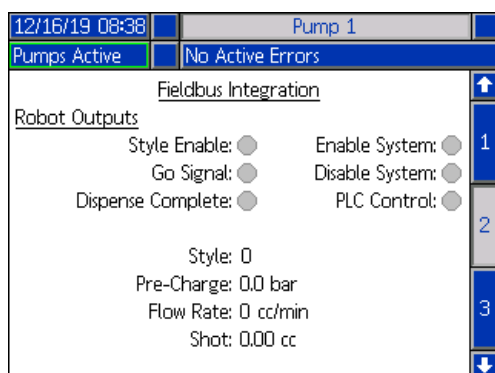 12/16/19 08:38 Pump 1
Pumps Active No Active Errors
Fieldbus Integration
Robot Outputs
Style Enable: Enable System:
Go Signal: Disable System:
Dispense Complete: PLC Control:
Style: 0
Pre-Charge: 0.0 bar
Flow Rate: 0 cc/min
Shot: 0.00 cc
1
2
3